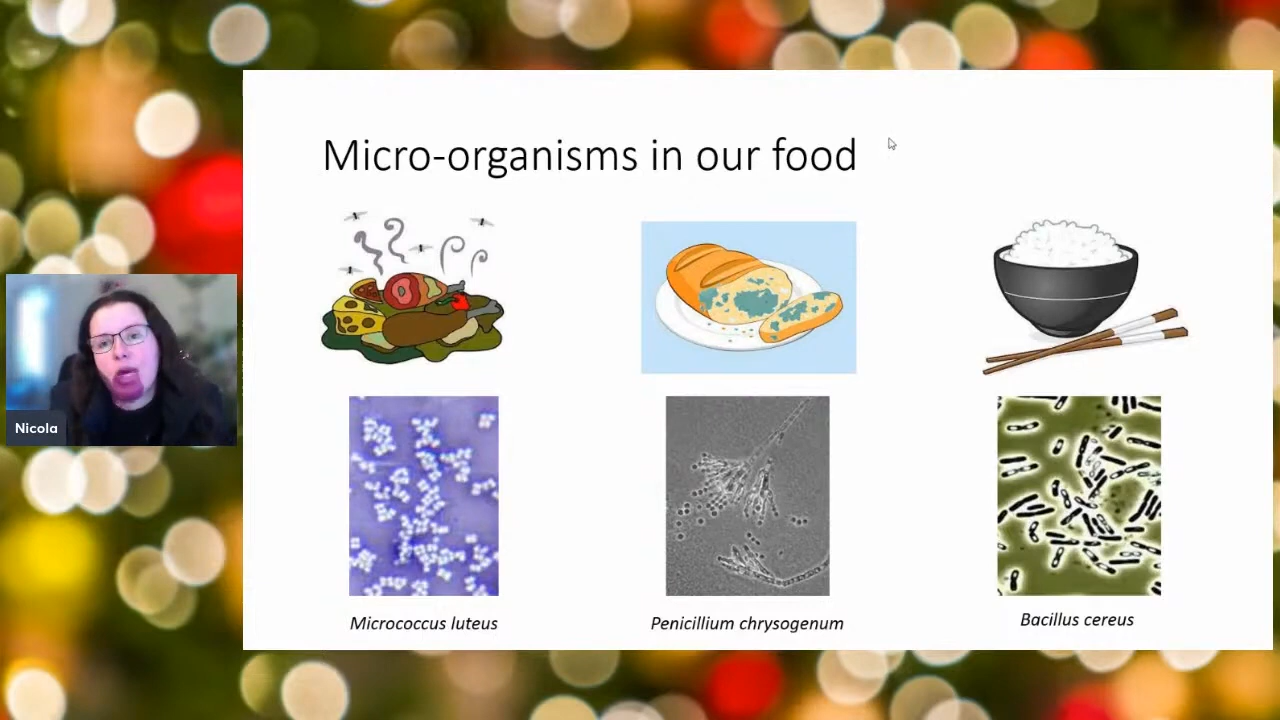 Micro-organisms in our food
Nicola
Micrococcus luteus
Penicillium chrysogenum
Bacillus cereus